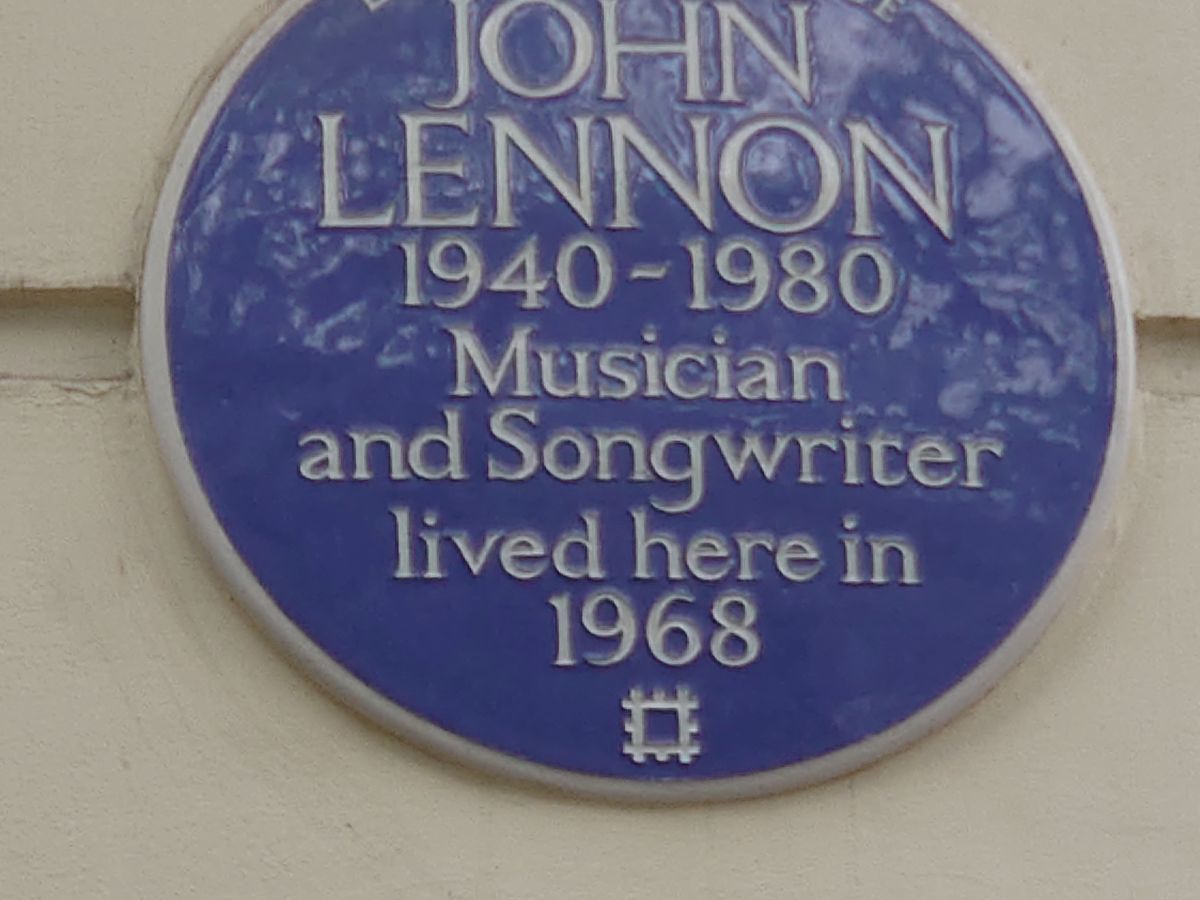 JOHN
LENNON
1940-1980
Musician
and Songwriter
lived here in
1968